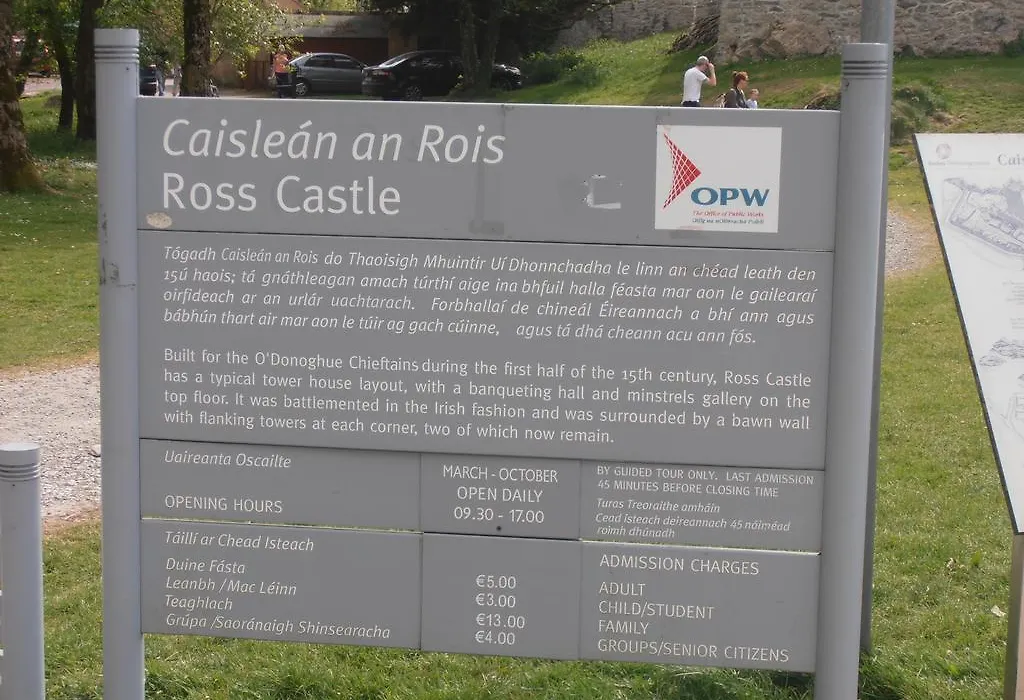 Caisleán an Rois
Ross Castle
OPW
The Office of Public Works
Oifig na nOibreacha Poiblí
Tógadh Caisleán an Rois do Thaoisigh Mhuintir Uí Dhonnchadha le linn an chéad leath den
15ú haois; tá gnáthleagan amach túrthí aige ina bhfuil halla féasta mar aon le gailearaí
oirfideach ar an urlár uachtarach. Forbhallaí de chineál Éireannach a bhí ann agus
bábhún thart air mar aon le túir ag gach cúinne, agus tá dhá cheann acu ann fós.
Built for the O'Donoghue Chieftains during the first half of the 15th century, Ross Castle
has a typical tower house layout, with a banqueting hall and minstrels gallery on the
top floor. It was battlemented in the Irish fashion and was surrounded by a bawn wall
with flanking towers at each corner, two of which now remain.
Uaireanta Oscailte
OPENING HOURS
MARCH - OCTOBER
OPEN DAILY
09.30 - 17.00
BY GUIDED TOUR ONLY. LAST ADMISSION
45 MINUTES BEFORE CLOSING TIME
Turas Treoraithe amháin
Cead isteach deireannach 45 nóiméad
roimh dhúnadh
Táillí ar Chead Isteach
Duine Fásta
Leanbh / Mac Léinn
Teaghlach
Grúpa /Saoránaigh Shinsearacha
€5.00
€3.00
€13.00
€4.00
ADMISSION CHARGES
ADULT
CHILD/STUDENT
FAMILY
GROUPS/SENIOR CITIZENS